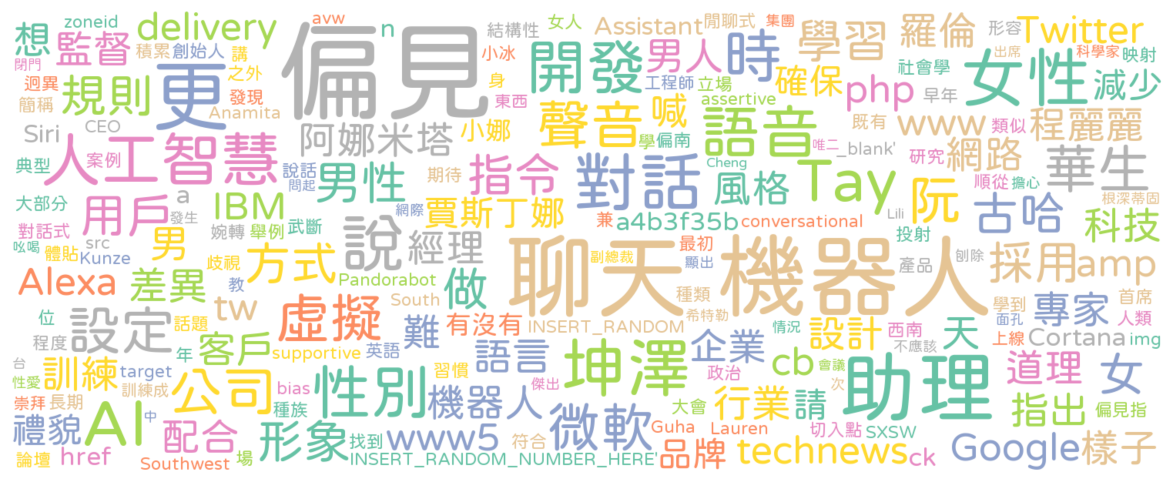 zoneid
avw
n
女人
Assistant
閒聊式
集團
形容
Twitter
想
監督
delivery
積累
創始人
講
結構性
小冰
學習
羅倫
出席
科學家
閉門
迥異
之外
偏見
男人
時
開發
身
工程師
立場
確保
社會學
映射
女性
減少
規則
更
發現
東西
assertive
php
早年
簡稱
Anamita
聲音
喊
語音
既有
www
類似
程麗麗
Siri
CEO
阿娜米塔
小娜
學
偏南
唯二
_blank'
研究
網路
華生
人工智慧
典型
案例
說話
問起
男性
期待
指令
對話
Cheng
風格
Tay
順從
擔心
根深蒂固
大部分
用戶
a
發生
IBM
武斷
網際
賈斯丁娜
兼
a4b3f35b
conversational
Lili
投射
阮
古哈
科技
對話式
src
Kunze
婉轉
舉例
說
經理
最初
顯出
聊天機器人
副總裁
產品
刨除
吆喝
體貼
男
歧視
方式
Pandorabot
採用
amp
Alexa
差異
教
tw
虛擬
South
做
種類
希特勒
學到
專家
首席
面孔
人類
位
設定
話題
難
有沒有
INSERT_RANDOM
情況
設計
西南
天
上線
Cortana
img
程度
年
客戶
supportive
英語
語言
坤澤
企業
不應該
台
訓練
target
bias
習慣
政治
cb
會議
助理
道理
女
性愛
訓練成
公司
性別
機器人
傑出
次
指出
偏見指
崇拜
長期
種族
大會
行業
請
禮貌
AI
中
配合
形象
找到
www5
符合
微軟
Guha
Lauren
切入點
SXSW
Google
樣子
論壇
href
Southwest
場
INSERT_RANDOM_NUMBER_HERE'
品牌
technews
ck